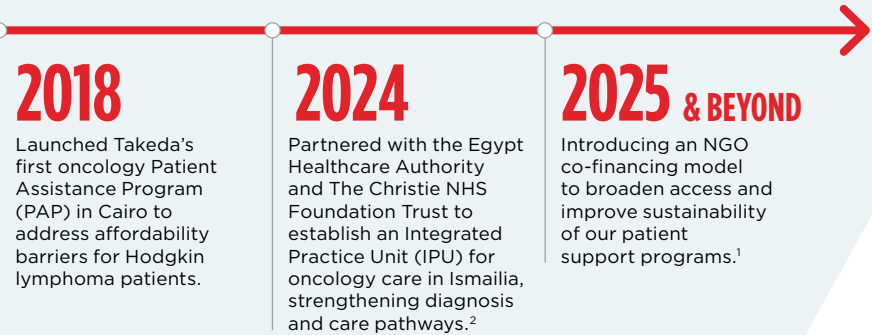 2018
Launched Takeda's
first oncology Patient
Assistance Program
(PAP) in Cairo to
address affordability
barriers for Hodgkin
lymphoma patients.
2024
Partnered with the Egypt
Healthcare Authority
and The Christie NHS
Foundation Trust to
establish an Integrated
Practice Unit (IPU) for
oncology care in Ismailia,
strengthening diagnosis
and care pathways.²
2025 & BEYOND
Introducing an NGO
co-financing model
to broaden access and
improve sustainability
of our patient
support programs.¹